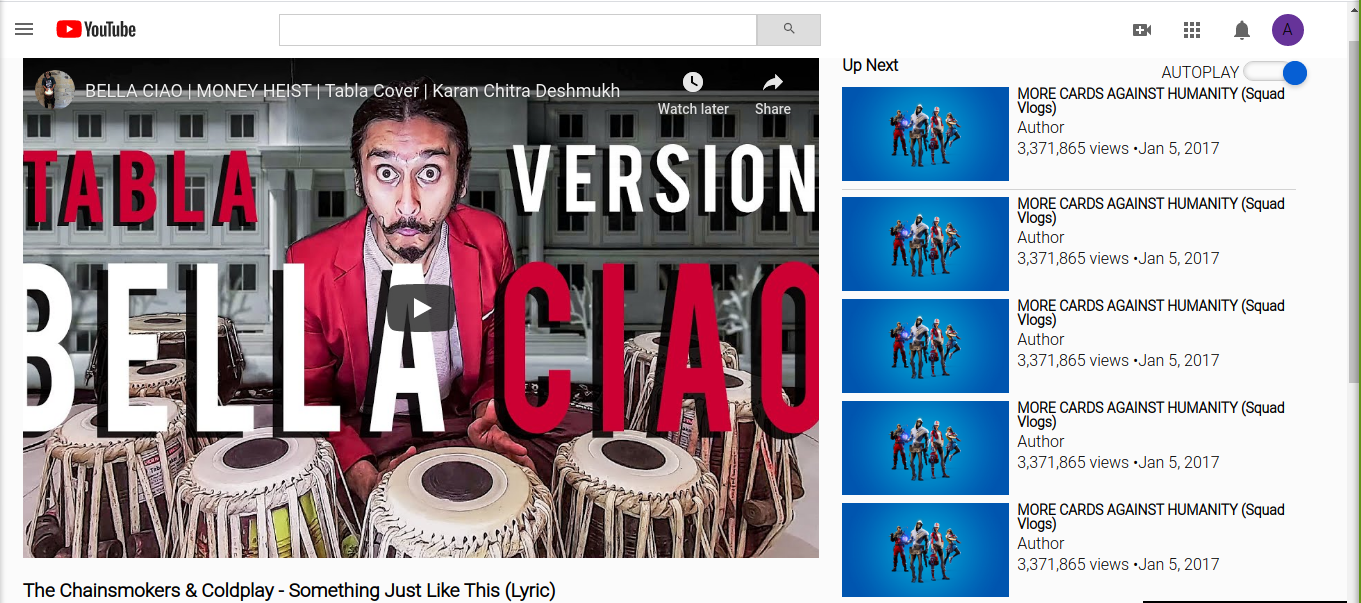 YouTube
A
BELLA CIAO | MONEY HEIST | Tabla Cover | Karan Chitra Deshmukh
Watch later
Share
TABLA
VERSION
BELLA CIAO
The Chainsmokers & Coldplay - Something Just Like This (Lyric)
Up Next
AUTOPLAY
MORE CARDS AGAINST HUMANITY (Squad
Vlogs)
Author
3,371,865 views •Jan 5, 2017
MORE CARDS AGAINST HUMANITY (Squad
Vlogs)
Author
3,371,865 views •Jan 5, 2017
MORE CARDS AGAINST HUMANITY (Squad
Vlogs)
Author
3,371,865 views •Jan 5, 2017
MORE CARDS AGAINST HUMANITY (Squad
Vlogs)
Author
3,371,865 views •Jan 5, 2017
MORE CARDS AGAINST HUMANITY (Squad
Vlogs)
Author
3,371,865 views •Jan 5, 2017